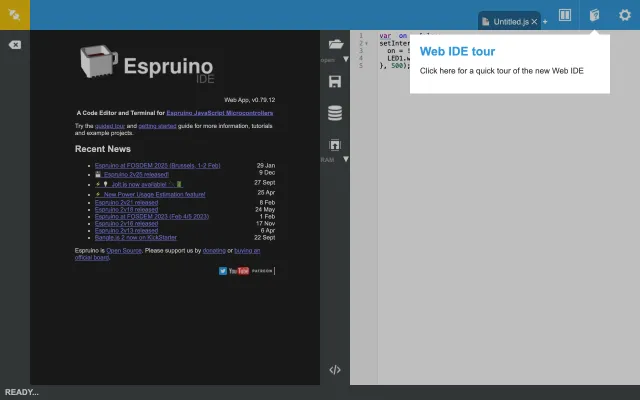 Untitled.js
Espruino
IDE
Web App, v0.79.12
A Code Editor and Terminal for Espruino JavaScript Microcontrollers
Try the guided tour and getting started guide for more information, tutorials
and example projects.
Recent News
Espruino at FOSDEM 2025 (Brussels, 1-2 Feb) 29 Jan
Espruino 2v25 released! 9 Dec
Jolt.js now available! 27 Sept
New Power Usage Estimation feature! 25 Apr
Espruino 2v21 released 8 Feb
Espruino 2v19 released 24 May
Espruino at FOSDEM 2023 (Feb 4/5 2023) 1 Feb
Espruino 2v16 released 17 Nov
Espruino 2v13 released 6 Apr
Bangle.js 2 now on KickStarter 22 Sept
Espruino is Open Source. Please support us by donating or buying an
official board.
YouTube PATREON
open
RAM
1 var on
2 setInter
3 on =
4 LED1.w
5 }, 500);
Web IDE tour
Click here for a quick tour of the new Web IDE
READY...